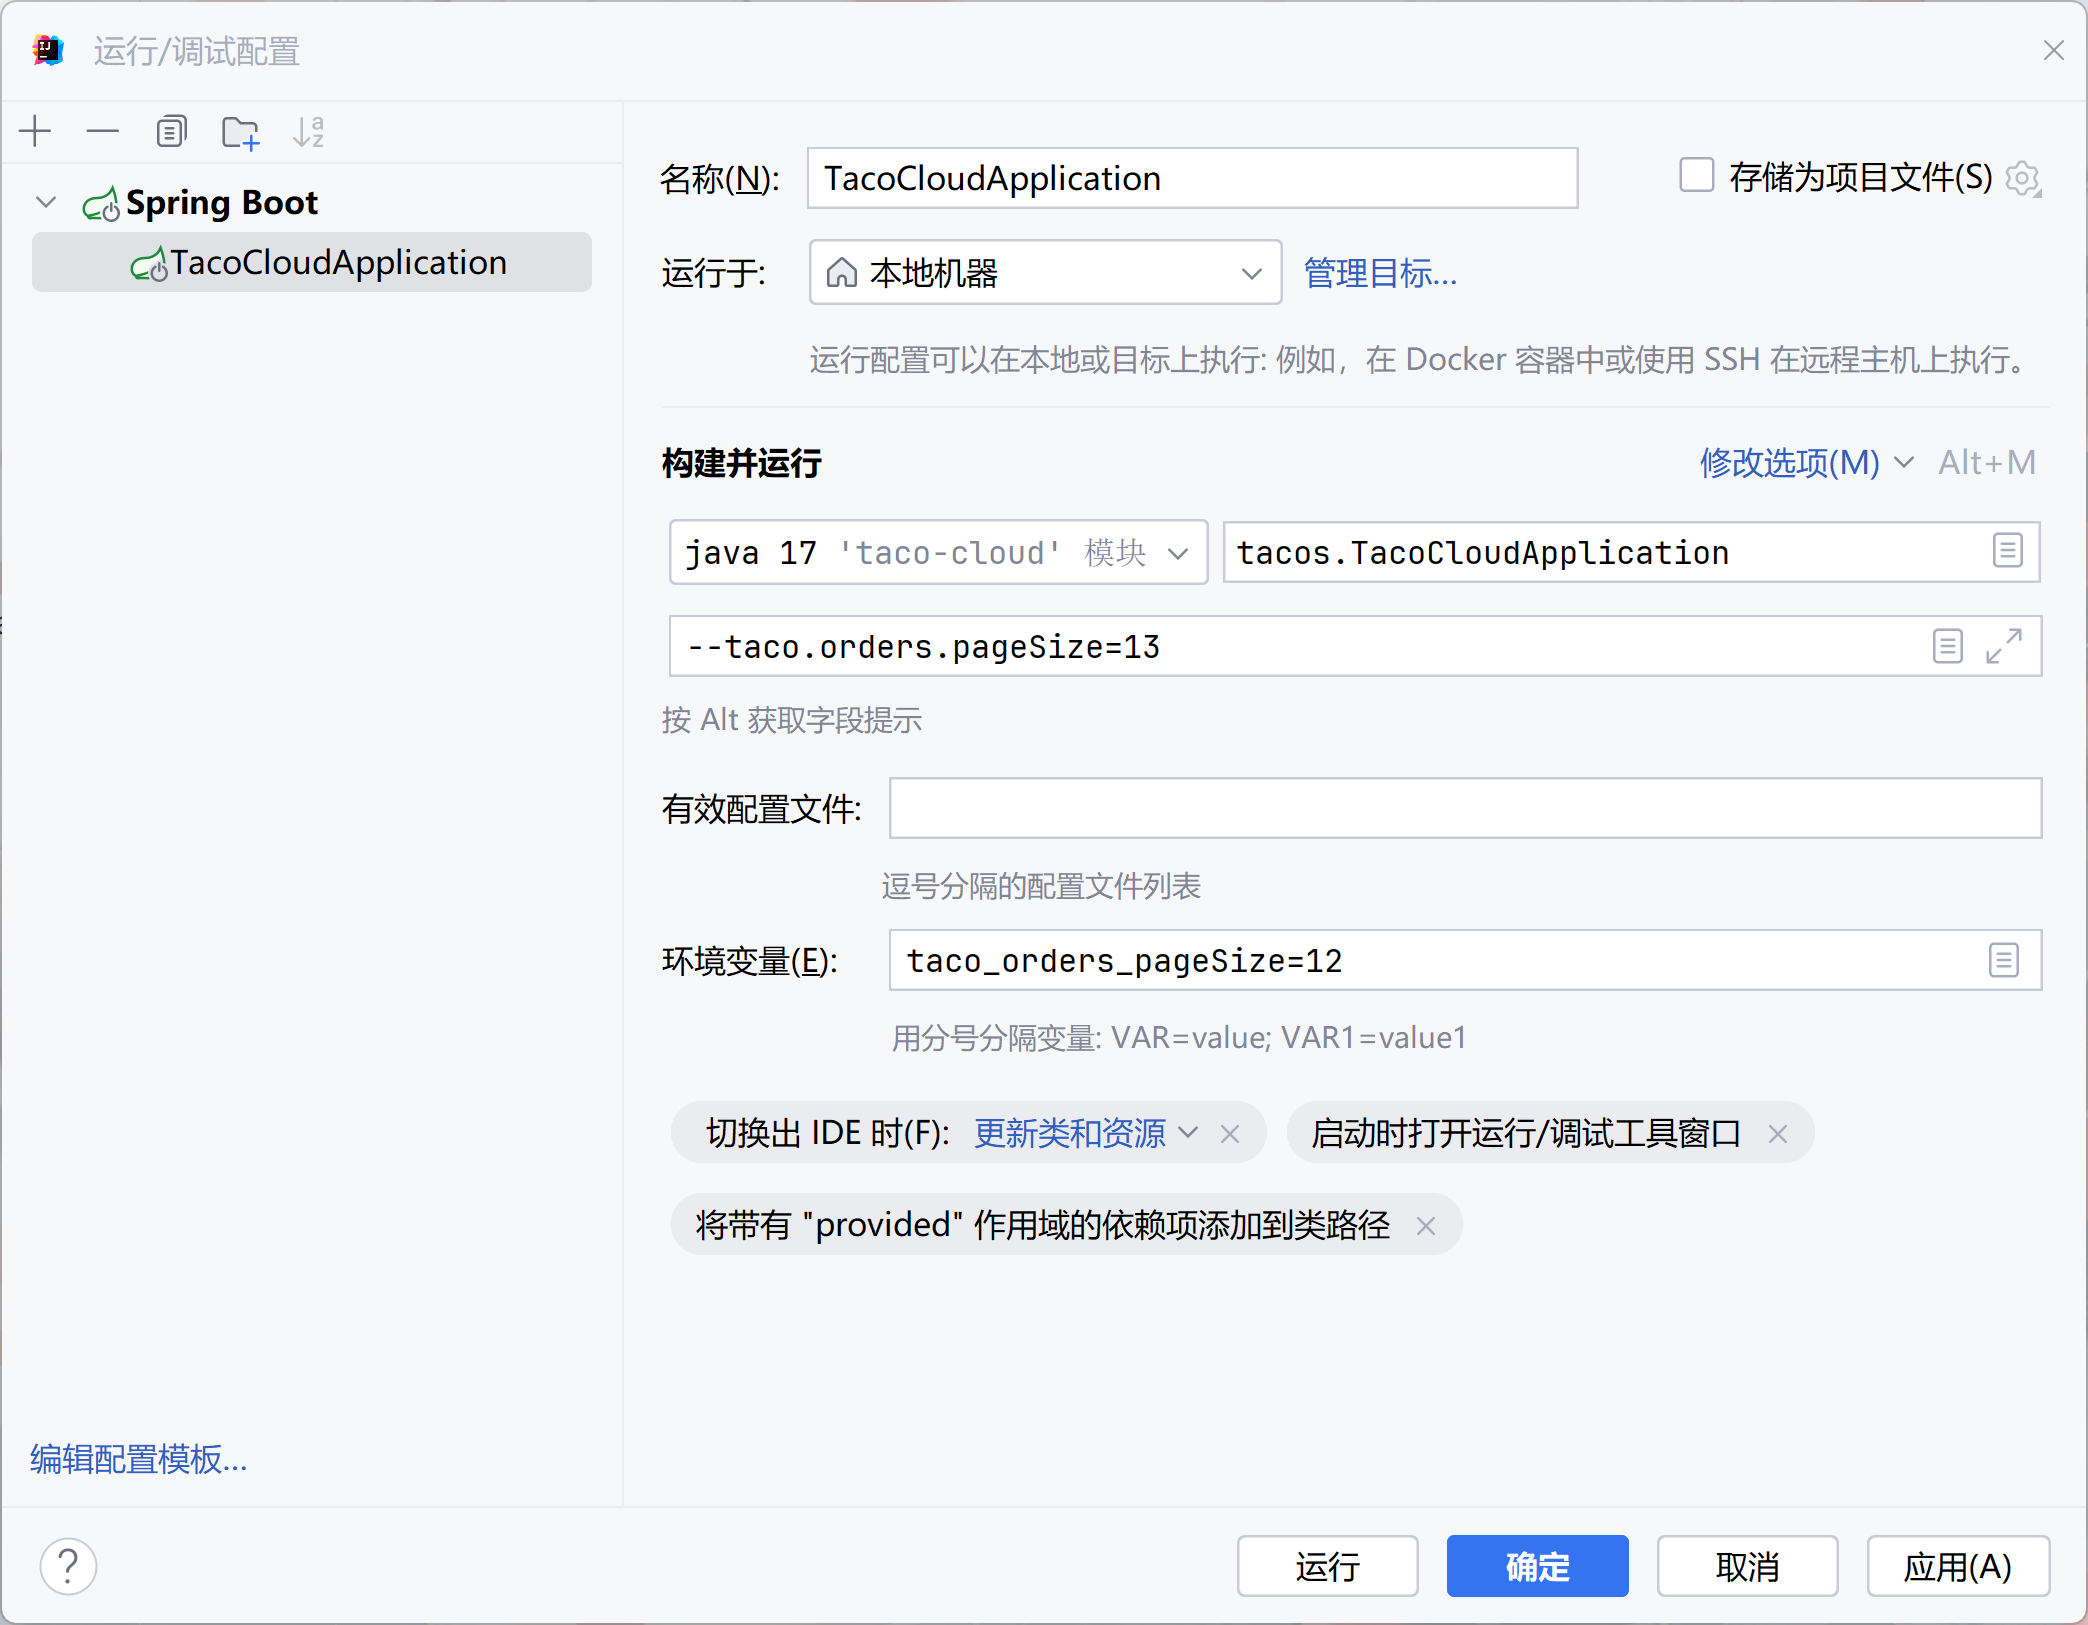 运行/调试配置
Spring Boot
TacoCloudApplication
编辑配置模板...
名称(N):
TacoCloudApplication
存储为项目文件(S)
运行于:
本地机器
管理目标...
运行配置可以在本地或目标上执行: 例如，在 Docker 容器中或使用 SSH 在远程主机上执行。
构建并运行
修改选项(M)
Alt+M
java 17 'taco-cloud' 模块
tacos.TacoCloudApplication
--taco.orders.pageSize=13
按 Alt 获取字段提示
有效配置文件:
逗号分隔的配置文件列表
环境变量(E):
taco_orders_pageSize=12
用分号分隔变量: VAR=value; VAR1=value1
切换出 IDE 时(F): 更新类和资源
启动时打开运行/调试工具窗口
将带有 "provided" 作用域的依赖项添加到类路径
?
运行
确定
取消
应用(A)